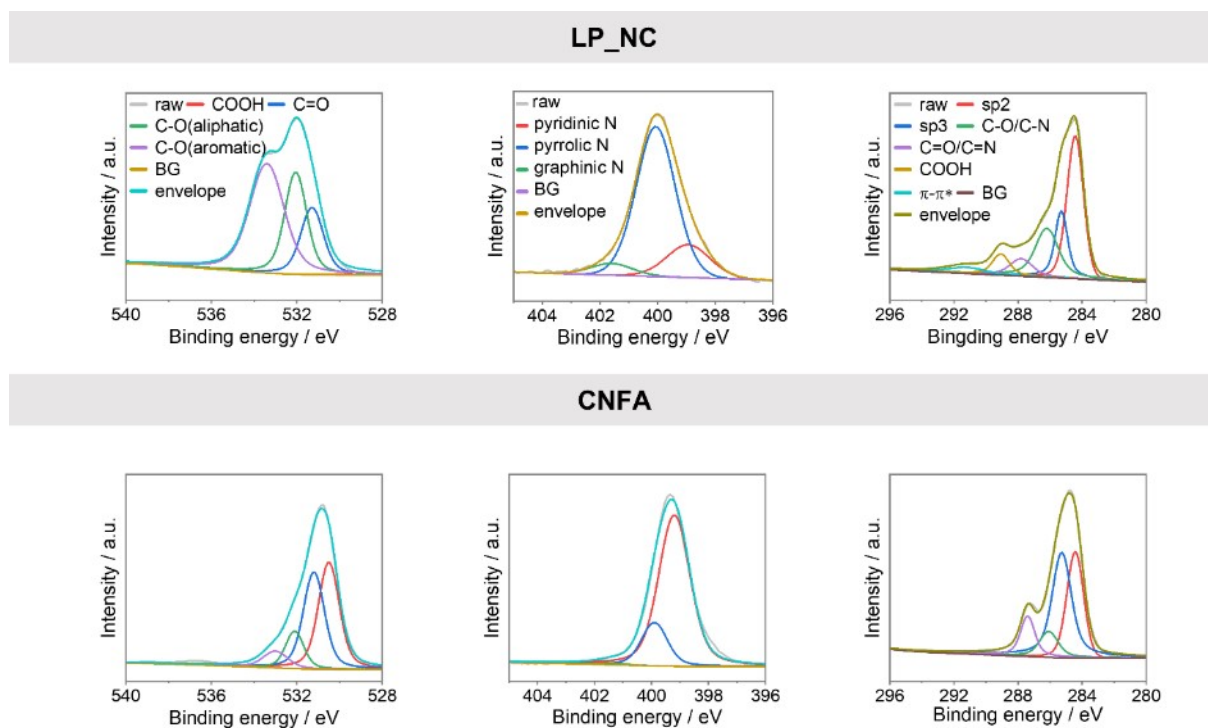 LP_NC
Intensity / a.u.
raw COOH C=O
C-O(aliphatic)
C-O(aromatic)
BG
envelope
540 536 532 528
Binding energy / eV
Intensity / a.u.
raw
pyridinic N
pyrrolic N
graphinic N
BG
envelope
404 402 400 398 396
Binding energy / eV
Intensity / a.u.
raw sp2
sp3 C-O/C-N
C=O/C=N
COOH
π-π* BG
envelope
296 292 288 284 280
Bingding energy / eV
CNFA
Intensity / a.u.
540 536 532 528
Binding energy / eV
Intensity / a.u.
404 402 400 398 396
Binding energy / eV
Intensity / a.u.
296 292 288 284 280
Binding energy / eV